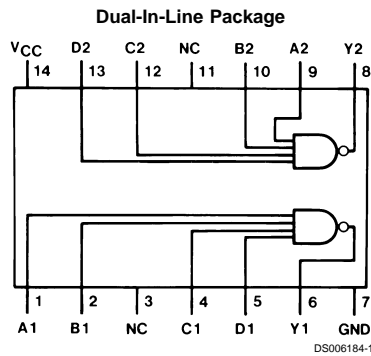 Dual-In-Line Package
VCC D2 C2 NC B2 A2 Y2
14 13 12 11 10 9 8
1 2 3 4 5 6 7
A1 B1 NC C1 D1 Y1 GND
DS006184-1